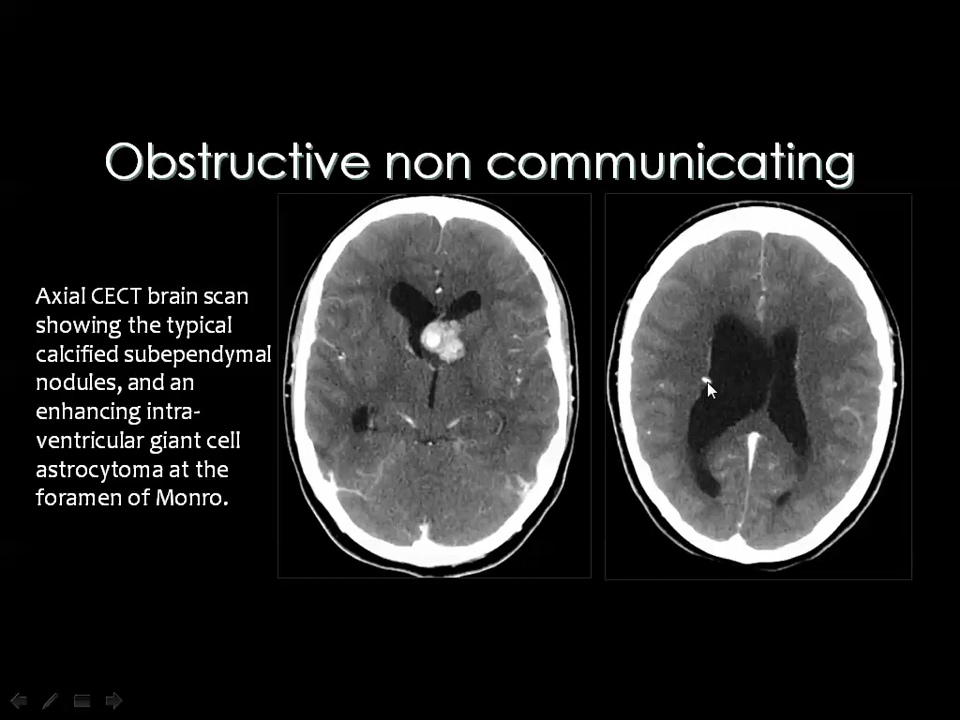 Obstructive non communicating
Axial CECT brain scan
showing the typical
calcified subependymal
nodules, and an
enhancing intra-
ventricular giant cell
astrocytoma at the
foramen of Monro.